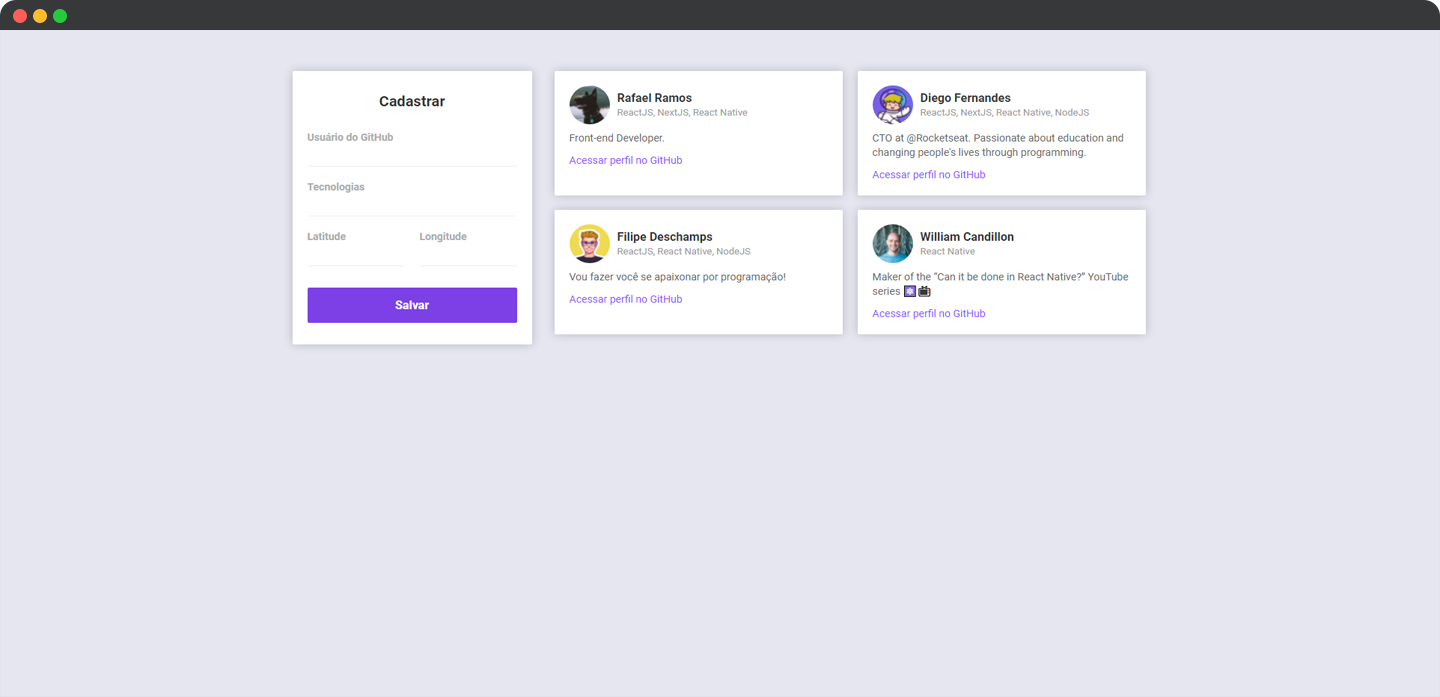 Cadastrar
Usuário do GitHub
Tecnologias
Latitude Longitude
Salvar
Rafael Ramos
ReactJS, NextJS, React Native
Front-end Developer.
Acessar perfil no GitHub
Diego Fernandes
ReactJS, NextJS, React Native, NodeJS
CTO at @Rocketseat. Passionate about education and
changing people's lives through programming.
Acessar perfil no GitHub
Filipe Deschamps
ReactJS, React Native, NodeJS
Vou fazer você se apaixonar por programação!
Acessar perfil no GitHub
William Candillon
React Native
Maker of the “Can it be done in React Native?” YouTube
series ⚛️📺
Acessar perfil no GitHub